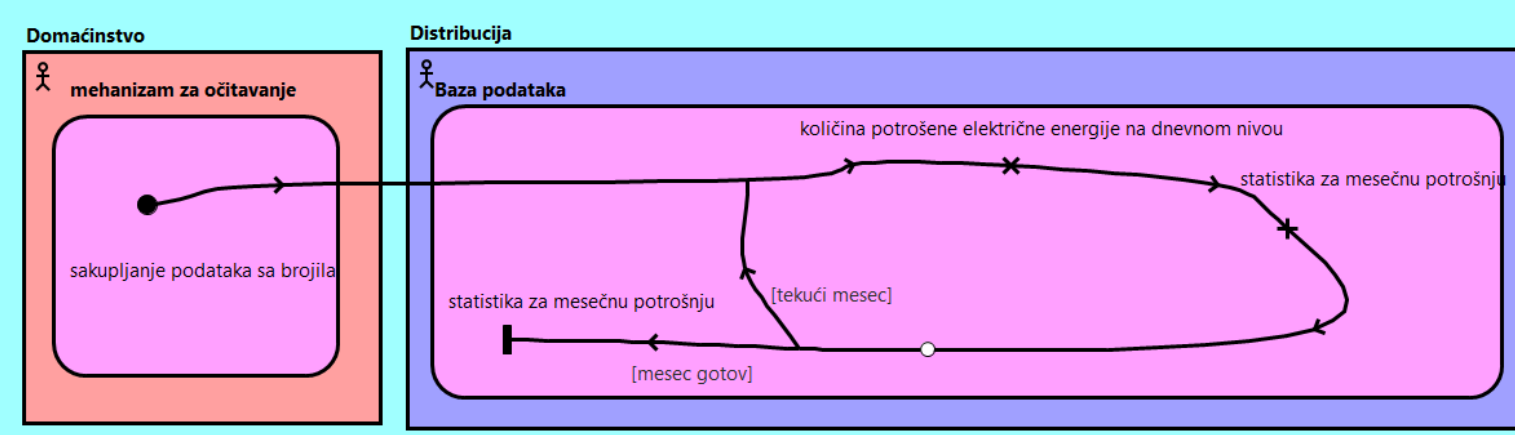 Domaćinstvo
Distribucija
mehanizam za očitavanje
Baza podataka
količina potrošene električne energije na dnevnom nivou
statistika za mesečnu potrošnju
sakupljanje podataka sa brojila
statistika za mesečnu potrošnju
[tekući mesec]
[mesec gotov]